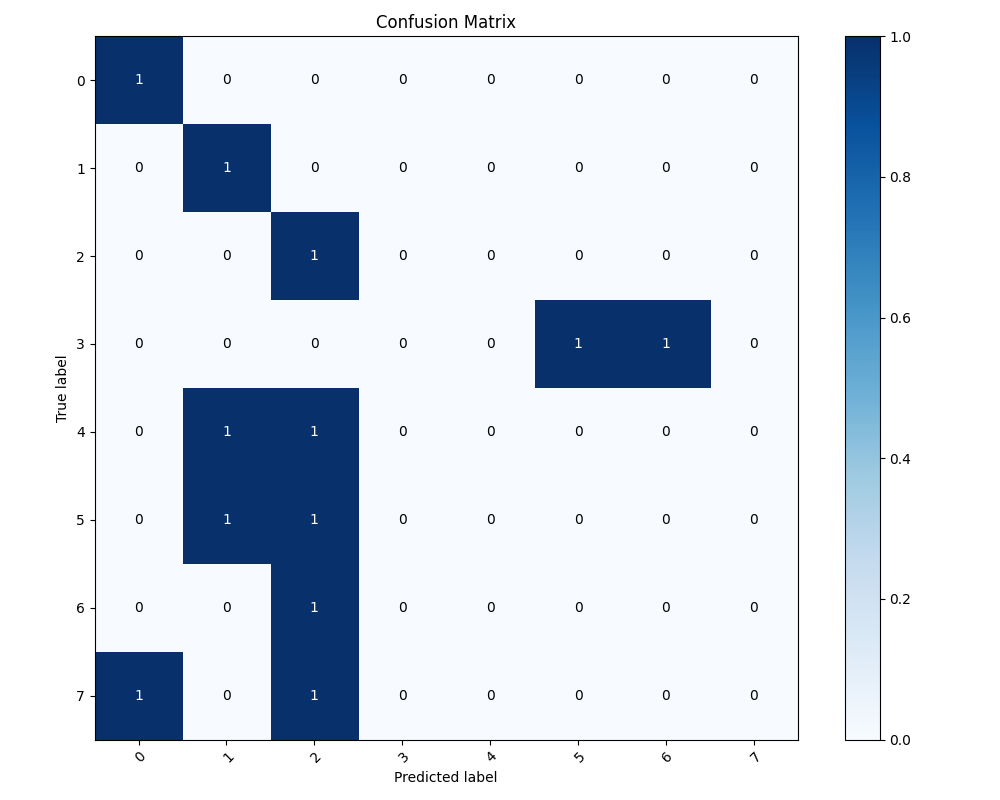 Confusion Matrix
0 1 0 0 0 0 0 0 0
1 0 1 0 0 0 0 0 0
2 0 0 1 0 0 0 0 0
3 0 0 0 0 0 1 1 0
4 0 1 1 0 0 0 0 0
5 0 1 1 0 0 0 0 0
6 0 0 1 0 0 0 0 0
7 1 0 1 0 0 0 0 0
0 1 2 3 4 5 6 7
True label
Predicted label
1.0
0.8
0.6
0.4
0.2
0.0